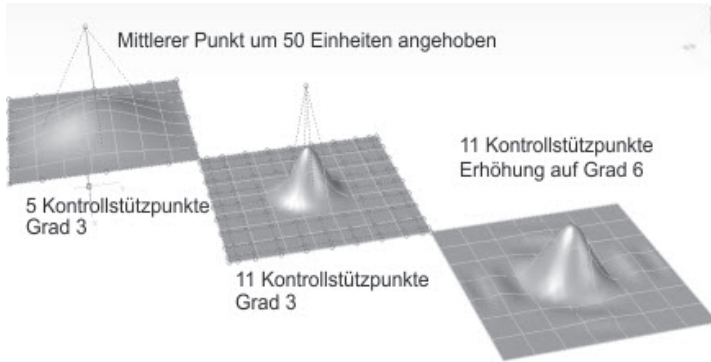 Mittlerer Punkt um 50 Einheiten angehoben
11 Kontrollstützpunkte
Erhöhung auf Grad 6
5 Kontrollstützpunkte
Grad 3
11 Kontrollstützpunkte
Grad 3